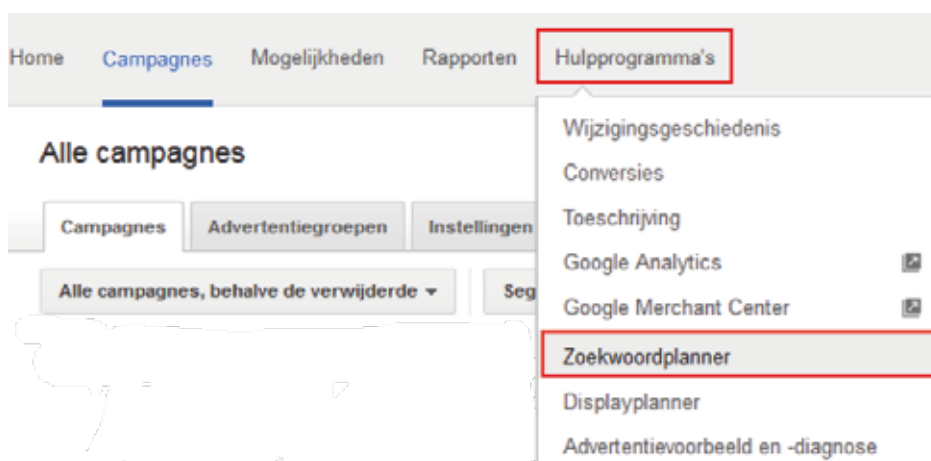 Home Campagnes Mogelijkheden Rapporten Hulpprogramma's
Alle campagnes
Campagnes Advertentiegroepen Instellingen
Alle campagnes, behalve de verwijderde Seg
Wijzigingsgeschiedenis
Conversies
Toeschrijving
Google Analytics
Google Merchant Center
Zoekwoordplanner
Displayplanner
Advertentievoorbeeld en -diagnose